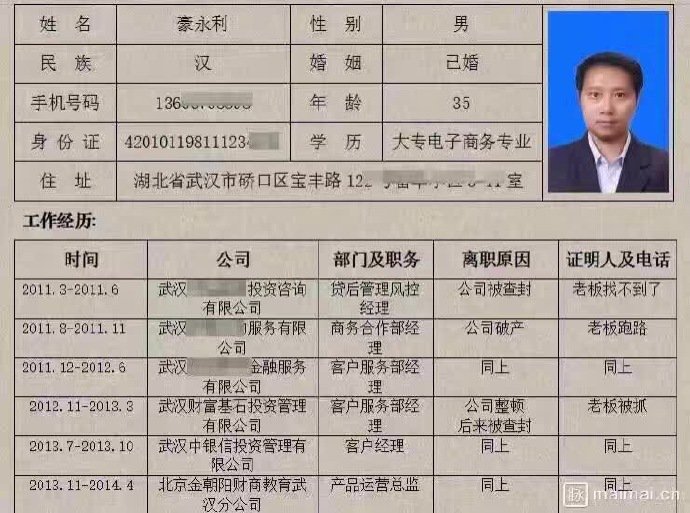 姓 名 豪永利 性 别 男
民 族 汉 婚 姻 已婚
手机号码 136 年 龄 35
身 份 证 42010119811123 学 历 大专电子商务专业
住 址 湖北省武汉市硚口区宝丰路 室
工作经历:
时间 公司 部门及职务 离职原因 证明人及电话
2011.3-2011.6 武汉 投资咨询有限公司 贷后管理风控经理 公司被查封 老板找不到了
2011.8-2011.11 武汉 服务有限公司 商务合作部经理 公司破产 老板跑路
2011.12-2012.6 武汉 金融服务有限公司 客户服务部经理 同上 同上
2012.11-2013.3 武汉财富基石投资管理有限公司 客户服务部经理 公司整顿后来被查封 老板被抓
2013.7-2013.10 武汉中银信投资管理有限公司 客户经理 同上 同上
2013.11-2014.4 北京金朝阳财商教育武汉分公司 产品运营总监 同上 同上
脉 maimai.cn